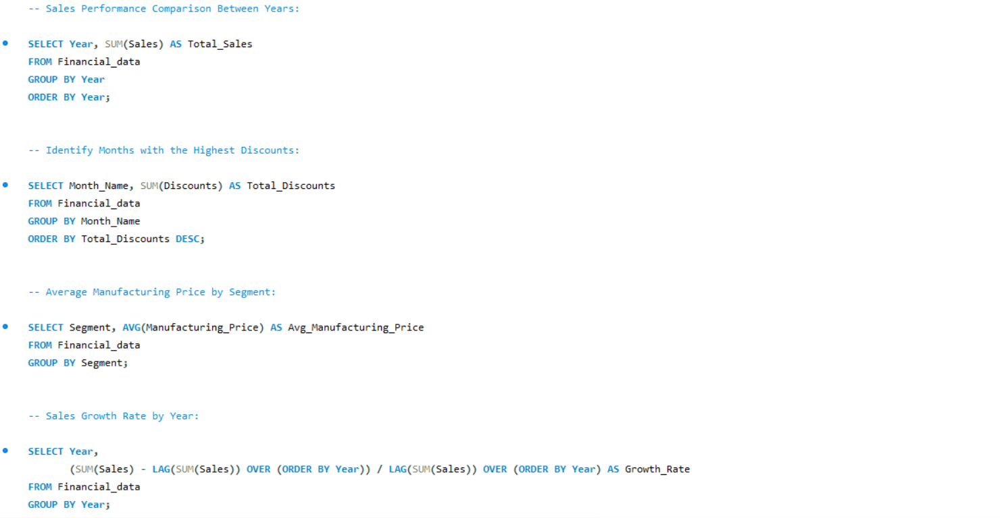 -- Sales Performance Comparison Between Years:
SELECT Year, SUM(Sales) AS Total_Sales
FROM Financial_data
GROUP BY Year
ORDER BY Year;
-- Identify Months with the Highest Discounts:
SELECT Month_Name, SUM(Discounts) AS Total_Discounts
FROM Financial_data
GROUP BY Month_Name
ORDER BY Total_Discounts DESC;
-- Average Manufacturing Price by Segment:
SELECT Segment, AVG(Manufacturing_Price) AS Avg_Manufacturing_Price
FROM Financial_data
GROUP BY Segment;
-- Sales Growth Rate by Year:
SELECT Year,
(SUM(Sales) - LAG(SUM(Sales)) OVER (ORDER BY Year)) / LAG(SUM(Sales)) OVER (ORDER BY Year) AS Growth_Rate
FROM Financial_data
GROUP BY Year;